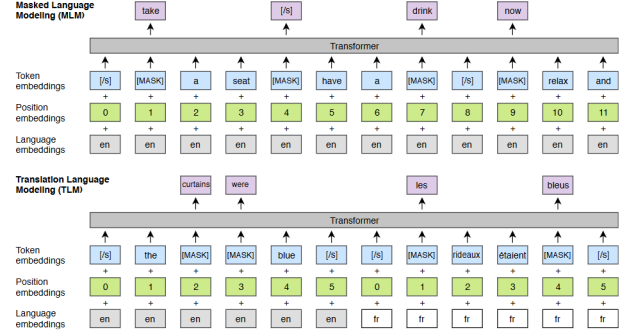 Masked Language
Modeling (MLM)
take [/s] drink now
Transformer
Token
embeddings
[/s] [MASK] a seat [MASK] have a [MASK] [/s] [MASK] relax and
+ + + + + + + + + + + +
Position
embeddings
0 1 2 3 4 5 6 7 8 9 10 11
+ + + + + + + + + + + +
Language
embeddings
en en en en en en en en en en en en
Translation Language
Modeling (TLM)
curtains were les bleus
Transformer
Token
embeddings
[/s] the [MASK] [MASK] blue [/s] [/s] [MASK] rideaux étaient [MASK] [/s]
+ + + + + + + + + + + +
Position
embeddings
0 1 2 3 4 5 0 1 2 3 4 5
+ + + + + + + + + + + +
Language
embeddings
en en en en en en fr fr fr fr fr fr